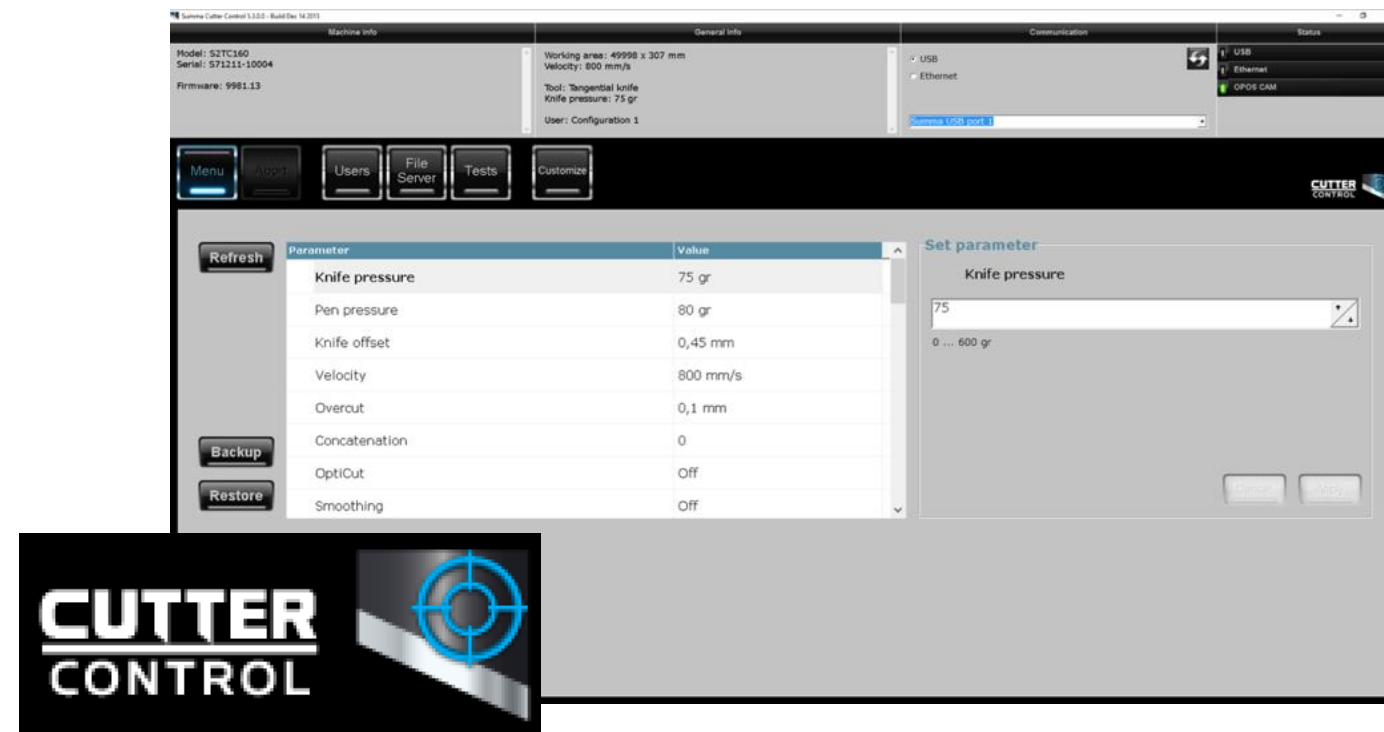 Summa Cutter Control 5.3.0.0 - Build Dec 14 2015
Machine info
General info
Communication
Status
Model: S2TC160
Serial: 571211-10004
Firmware: 9981.13
Working area: 49998 x 307 mm
Velocity: 800 mm/s
Tool: Tangential knife
Knife pressure: 75 gr
User: Configuration 1
USB
Ethernet
Summa USB port 1
USB
Ethernet
OPOS CAM
Menu
Abort
Users
File
Server
Tests
Customize
CUTTER
CONTROL
Refresh
Backup
Restore
Parameter Value
Knife pressure 75 gr
Pen pressure 80 gr
Knife offset 0,45 mm
Velocity 800 mm/s
Overcut 0,1 mm
Concatenation 0
OptiCut Off
Smoothing Off
Set parameter
Knife pressure
75
0 ... 600 gr
Cancel
Apply
CUTTER
CONTROL